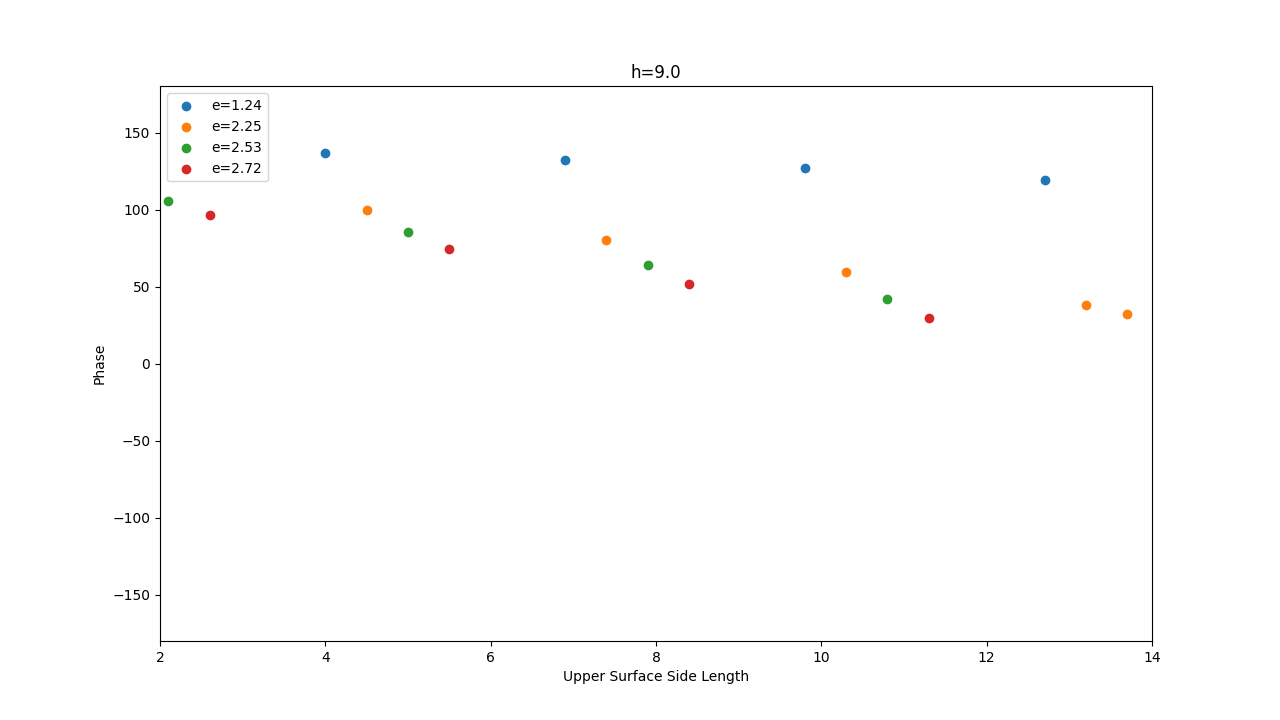 h=9.0
e=1.24
e=2.25
e=2.53
e=2.72
150
100
50
0
−50
−100
−150
Phase
2 4 6 8 10 12 14
Upper Surface Side Length